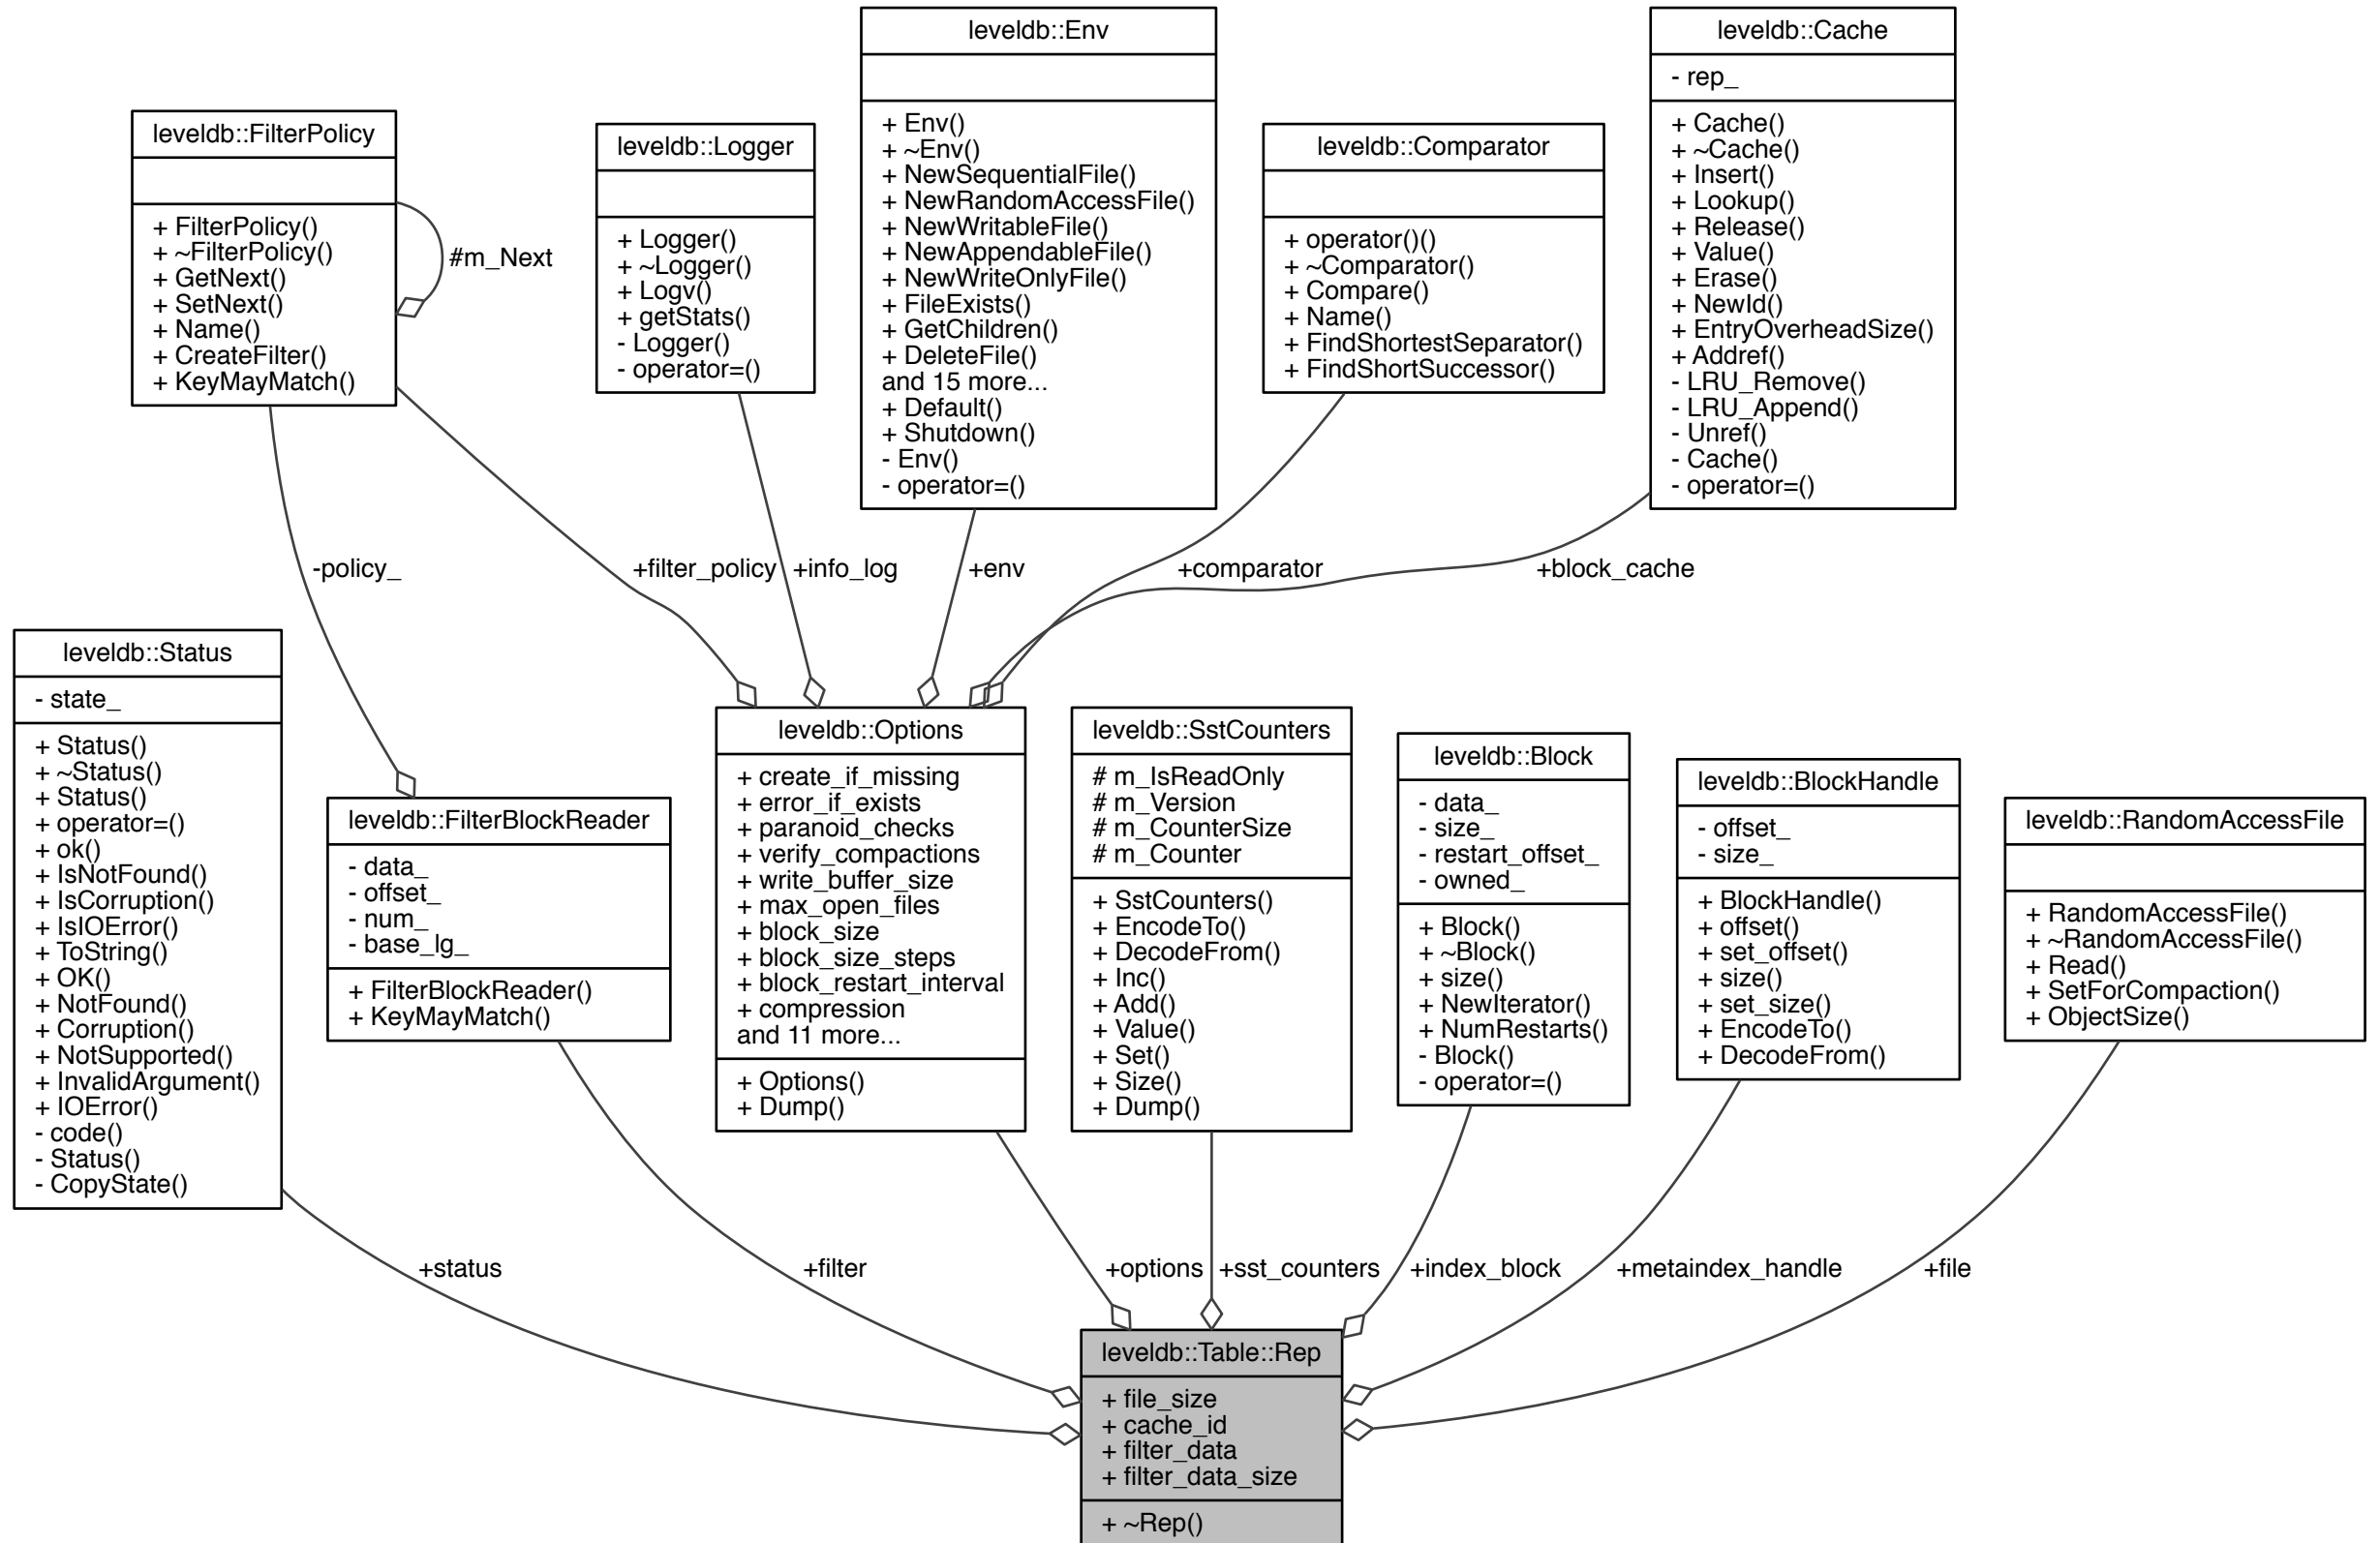 leveldb::Env
+ Env()
+ ~Env()
+ NewSequentialFile()
+ NewRandomAccessFile()
+ NewWritableFile()
+ NewAppendableFile()
+ NewWriteOnlyFile()
+ FileExists()
+ GetChildren()
+ DeleteFile()
and 15 more...
+ Default()
+ Shutdown()
- Env()
- operator=()
leveldb::Cache
- rep_
+ Cache()
+ ~Cache()
+ Insert()
+ Lookup()
+ Release()
+ Value()
+ Erase()
+ NewId()
+ EntryOverheadSize()
+ Addref()
- LRU_Remove()
- LRU_Append()
- Unref()
- Cache()
- operator=()
leveldb::FilterPolicy
+ FilterPolicy()
+ ~FilterPolicy()
+ GetNext()
+ SetNext()
+ Name()
+ CreateFilter()
+ KeyMayMatch()
#m_Next
leveldb::Logger
+ Logger()
+ ~Logger()
+ Logv()
+ getStats()
- Logger()
- operator=()
leveldb::Comparator
+ operator()()
+ ~Comparator()
+ Compare()
+ Name()
+ FindShortestSeparator()
+ FindShortSuccessor()
-policy_
+filter_policy
+info_log
+env
+comparator
+block_cache
leveldb::Status
- state_
+ Status()
+ ~Status()
+ Status()
+ operator=()
+ ok()
+ IsNotFound()
+ IsCorruption()
+ IsIOError()
+ ToString()
+ OK()
+ NotFound()
+ Corruption()
+ NotSupported()
+ InvalidArgument()
+ IOError()
- code()
- Status()
- CopyState()
leveldb::FilterBlockReader
- data_
- offset_
- num_
- base_lg_
+ FilterBlockReader()
+ KeyMayMatch()
leveldb::Options
+ create_if_missing
+ error_if_exists
+ paranoid_checks
+ verify_compactions
+ write_buffer_size
+ max_open_files
+ block_size
+ block_size_steps
+ block_restart_interval
+ compression
and 11 more...
+ Options()
+ Dump()
leveldb::SstCounters
# m_IsReadOnly
# m_Version
# m_CounterSize
# m_Counter
+ SstCounters()
+ EncodeTo()
+ DecodeFrom()
+ Inc()
+ Add()
+ Value()
+ Set()
+ Size()
+ Dump()
leveldb::Block
- data_
- size_
- restart_offset_
- owned_
+ Block()
+ ~Block()
+ size()
+ NewIterator()
+ NumRestarts()
- Block()
- operator=()
leveldb::BlockHandle
- offset_
- size_
+ BlockHandle()
+ offset()
+ set_offset()
+ size()
+ set_size()
+ EncodeTo()
+ DecodeFrom()
leveldb::RandomAccessFile
+ RandomAccessFile()
+ ~RandomAccessFile()
+ Read()
+ SetForCompaction()
+ ObjectSize()
+status
+filter
+options
+sst_counters
+index_block
+metaindex_handle
+file
leveldb::Table::Rep
+ file_size
+ cache_id
+ filter_data
+ filter_data_size
+ ~Rep()